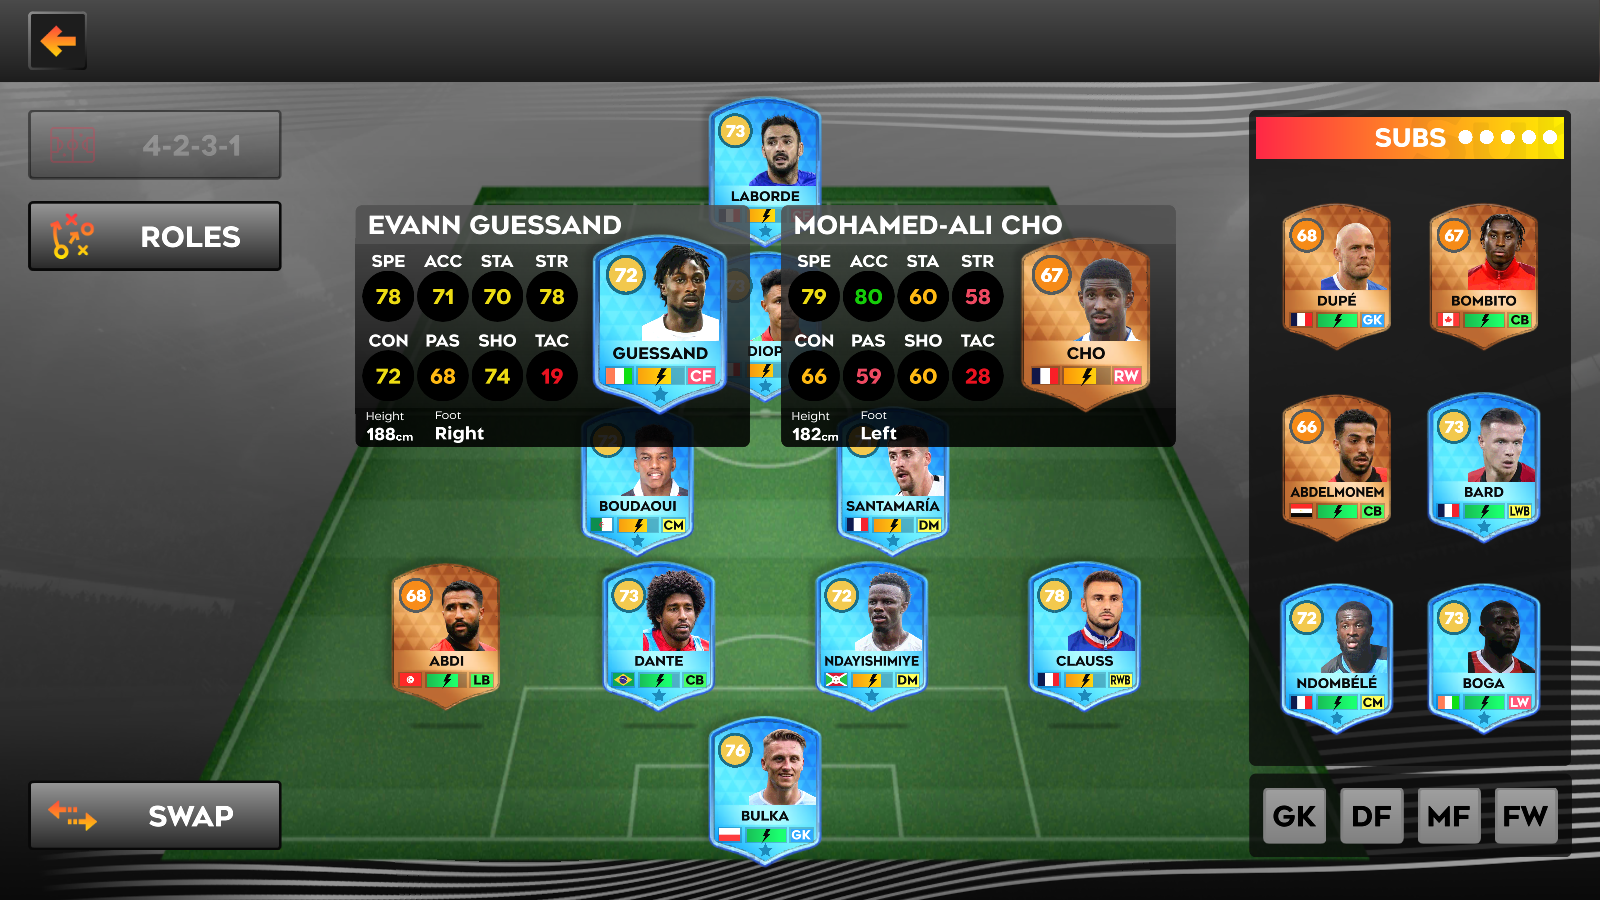 4-2-3-1
ROLES
SWAP
73
LABORDE
EVANN GUESSAND
SPE ACC STA STR
78 71 70 78
CON PAS SHO TAC
72 68 74 19
Height Foot
188cm Right
72
GUESSAND
CF
73
DIOP
MOHAMED-ALI CHO
SPE ACC STA STR
79 80 60 58
CON PAS SHO TAC
66 59 60 28
Height Foot
182cm Left
67
CHO
RW
72
BOUDAOUI
CM
SANTAMARÍA
DM
68
ABDI
LB
73
DANTE
CB
72
NDAYISHIMIYE
DM
78
CLAUSS
RWB
76
BULKA
GK
SUBS
68
DUPÉ
GK
67
BOMBITO
CB
66
ABDELMONEM
CB
73
BARD
LWB
72
NDOMBÉLÉ
CM
73
BOGA
LW
GK DF MF FW